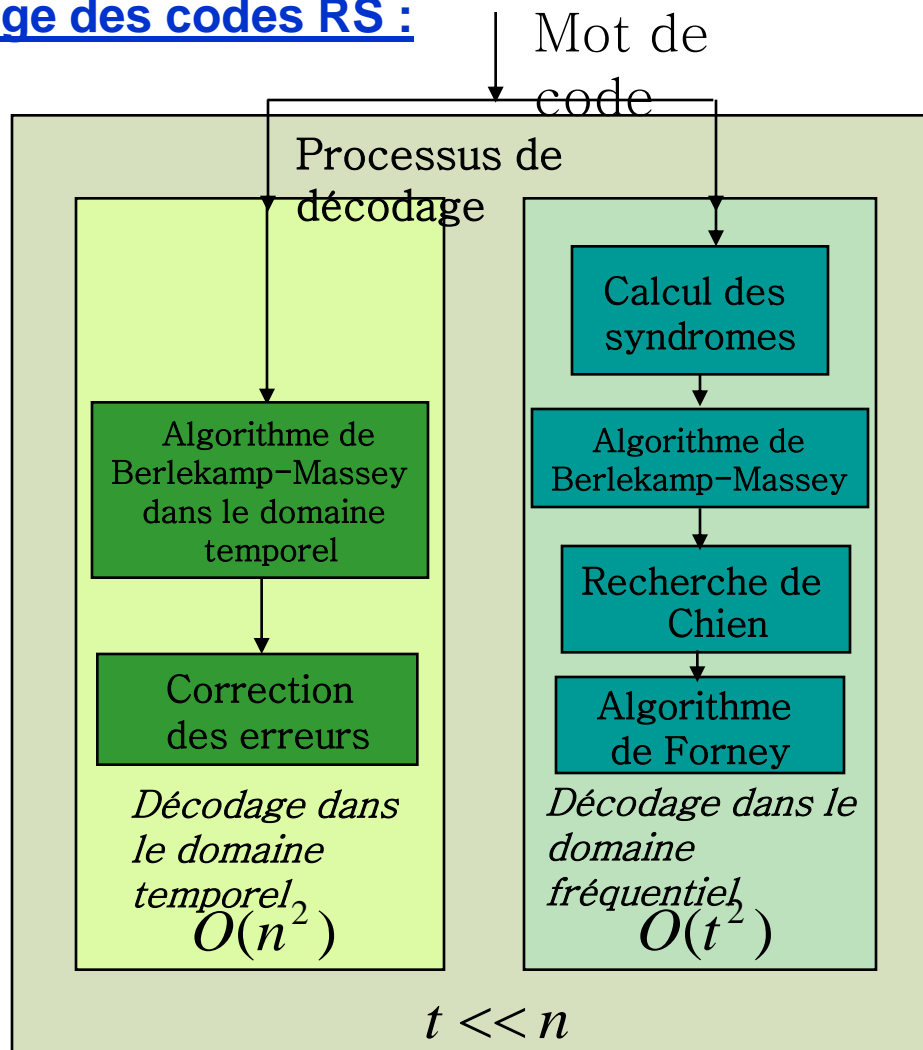 ge des codes RS :
Mot de
code
Processus de
décodage
Algorithme de
Berlekamp-Massey
dans le domaine
temporel
Correction
des erreurs
Décodage dans
le domaine
temporel
O(n²)
Calcul des
syndromes
Algorithme de
Berlekamp-Massey
Recherche de
Chien
Algorithme
de Forney
Décodage dans le
domaine
fréquentiel
O(t²)
t << n